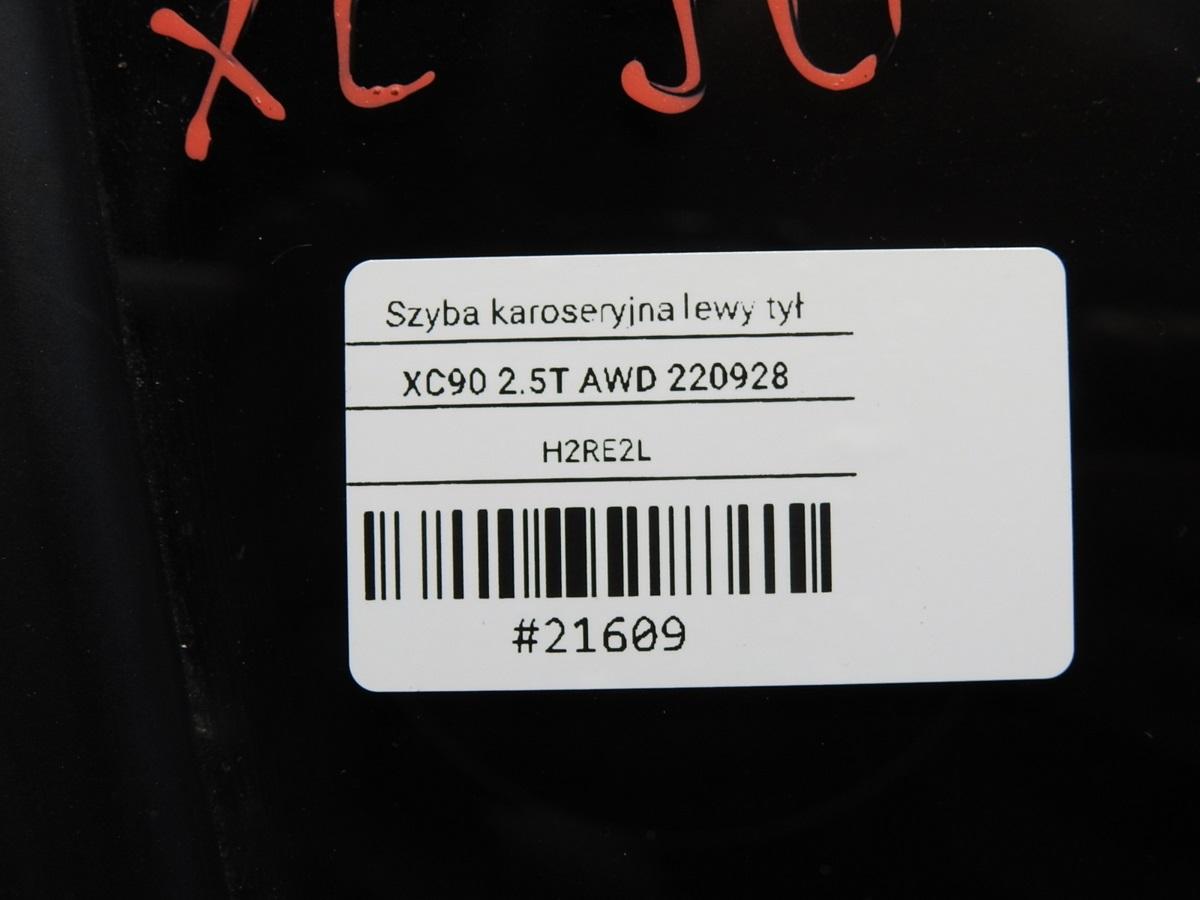 XC 90
Szyba karoseryjna lewy tył
XC90 2.5T AWD 220928
H2RE2L
#21609